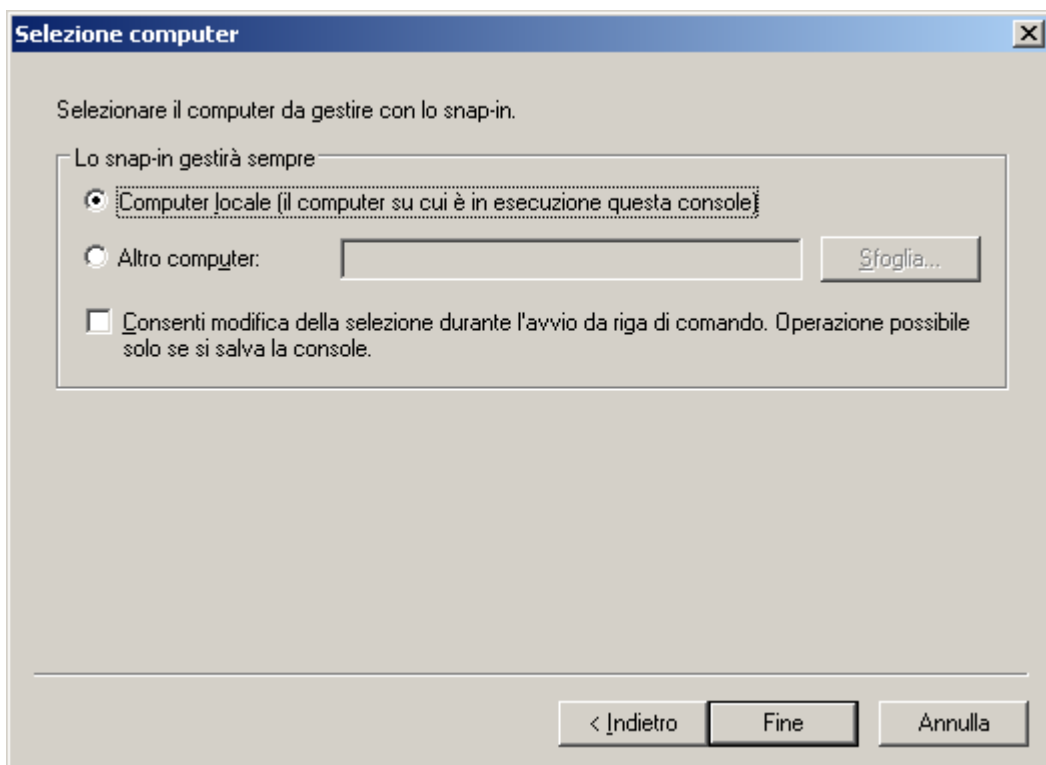 Selezione computer
Selezionare il computer da gestire con lo snap-in.
Lo snap-in gestirà sempre
Computer locale (il computer su cui è in esecuzione questa console)
Altro computer:
Sfoglia...
Consenti modifica della selezione durante l'avvio da riga di comando. Operazione possibile
solo se si salva la console.
< Indietro
Fine
Annulla